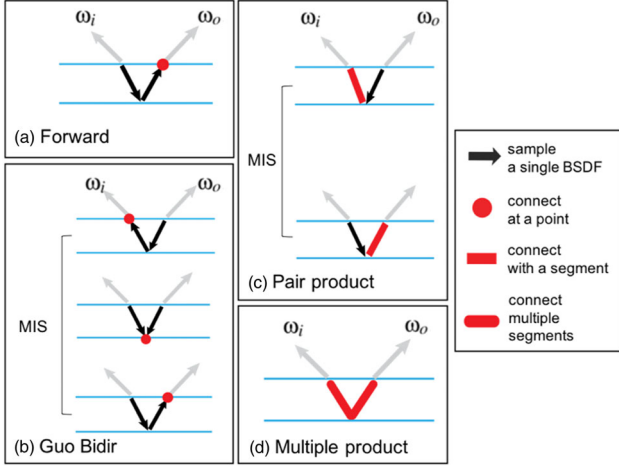 ωi ωo
(a) Forward
ωi ωo
MIS
(b) Guo Bidir
ωi ωo
MIS
(c) Pair product
ωi ωo
(d) Multiple product
sample
a single BSDF
connect
at a point
connect
with a segment
connect
multiple
segments